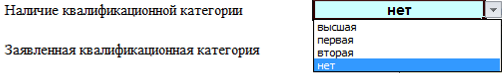 Наличие квалификационной категории нет
высшая
первая
Заявленная квалификационная категория вторая
нет